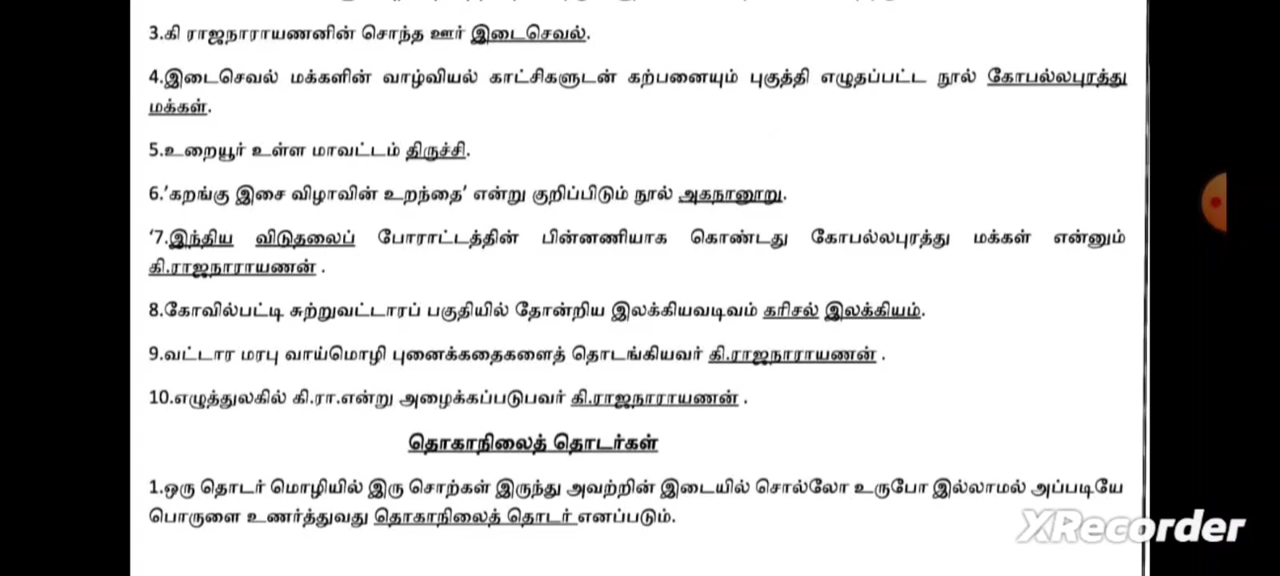 3.கி ராஜநாராயணனின் சொந்த ஊர் இடைசெவல்.
4.இடைசெவல் மக்களின் வாழ்வியல் காட்சிகளுடன் கற்பனையும் புகுத்தி எழுதப்பட்ட நூல் கோபல்லபுரத்து
மக்கள்.
5.உறையூர் உள்ள மாவட்டம் திருச்சி.
6.'கறங்கு இசை விழாவின் உறந்தை' என்று குறிப்பிடும் நூல் அகநானூறு.
'7.இந்திய விடுதலைப் போராட்டத்தின் பின்னணியாக கொண்டது கோபல்லபுரத்து மக்கள் என்னும்
கி.ராஜநாராயணன் .
8.கோவில்பட்டி சுற்றுவட்டாரப் பகுதியில் தோன்றிய இலக்கியவடிவம் கரிசல் இலக்கியம்.
9.வட்டார மரபு வாய்மொழி புனைக்கதைகளைத் தொடங்கியவர் கி.ராஜநாராயணன் .
10.எழுத்துலகில் கி.ரா.என்று அழைக்கப்படுபவர் கி.ராஜநாராயணன் .
தொகாநிலைத் தொடர்கள்
1.ஒரு தொடர் மொழியில் இரு சொற்கள் இருந்து அவற்றின் இடையில் சொல்லோ உருபோ இல்லாமல் அப்படியே
பொருளை உணர்த்துவது தொகாநிலைத் தொடர் எனப்படும்.
XRecorder